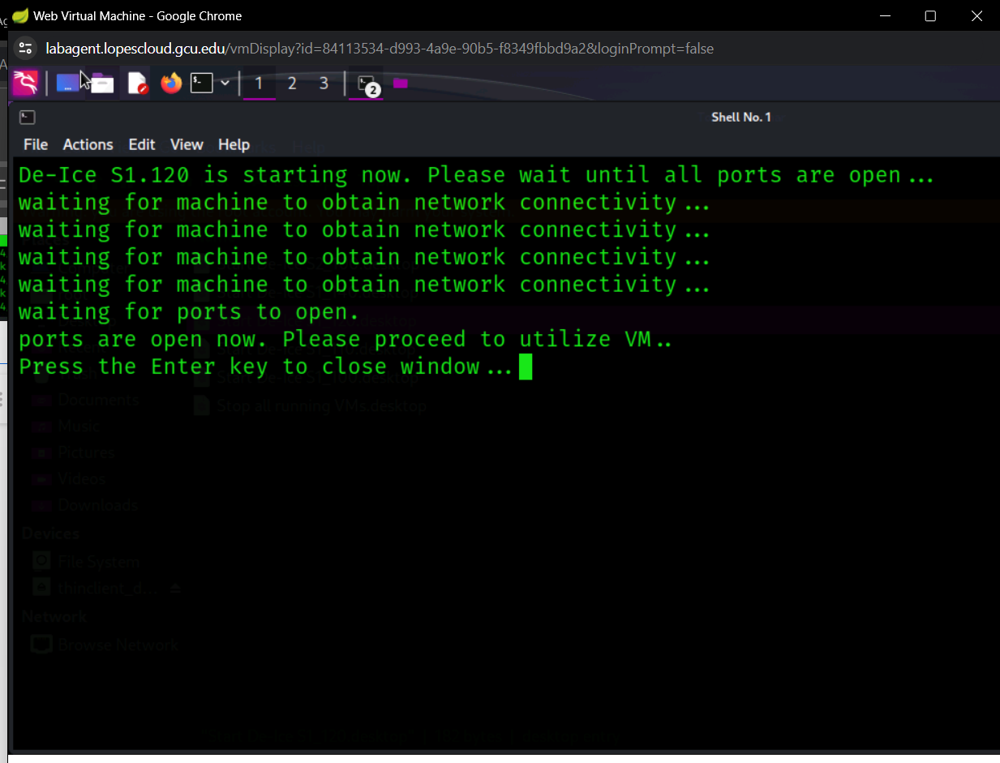 Web Virtual Machine - Google Chrome
labagent.lopescloud.gcu.edu/vmDisplay?id=84113534-d993-4a9e-90b5-f8349fbbd9a2&loginPrompt=false
1 2 3 2
Shell No. 1
File Actions Edit View Help
De-Ice S1.120 is starting now. Please wait until all ports are open...
waiting for machine to obtain network connectivity...
waiting for machine to obtain network connectivity...
waiting for machine to obtain network connectivity...
waiting for machine to obtain network connectivity...
waiting for ports to open.
ports are open now. Please proceed to utilize VM..
Press the Enter key to close window...
Documents
Stop all running VMs.desktop
Music
Pictures
Videos
Downloads
Devices
File System
thinclient_d...
Network
Browse Network